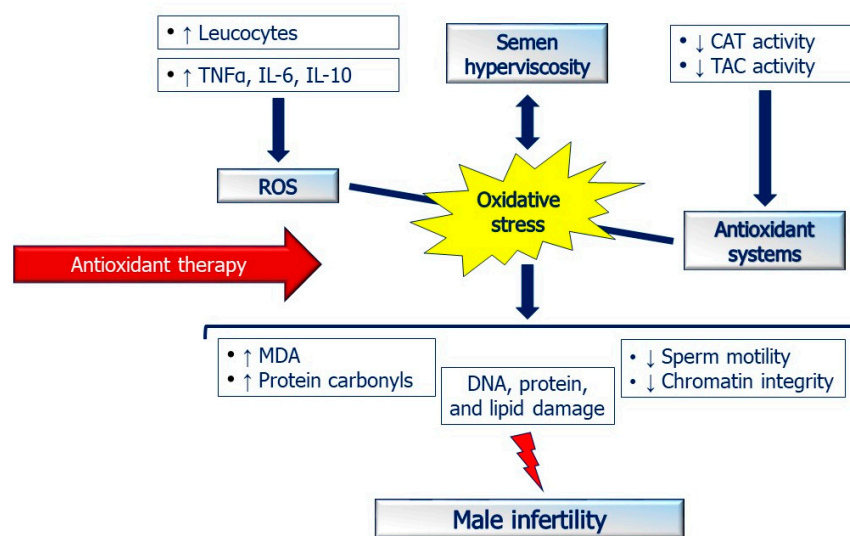 • ↑ Leucocytes
• ↑ TNFα, IL-6, IL-10
Semen
hyperviscosity
• ↓ CAT activity
• ↓ TAC activity
ROS
Oxidative
stress
Antioxidant
systems
Antioxidant therapy
• ↑ MDA
• ↑ Protein carbonyls
DNA, protein,
and lipid damage
• ↓ Sperm motility
• ↓ Chromatin integrity
Male infertility